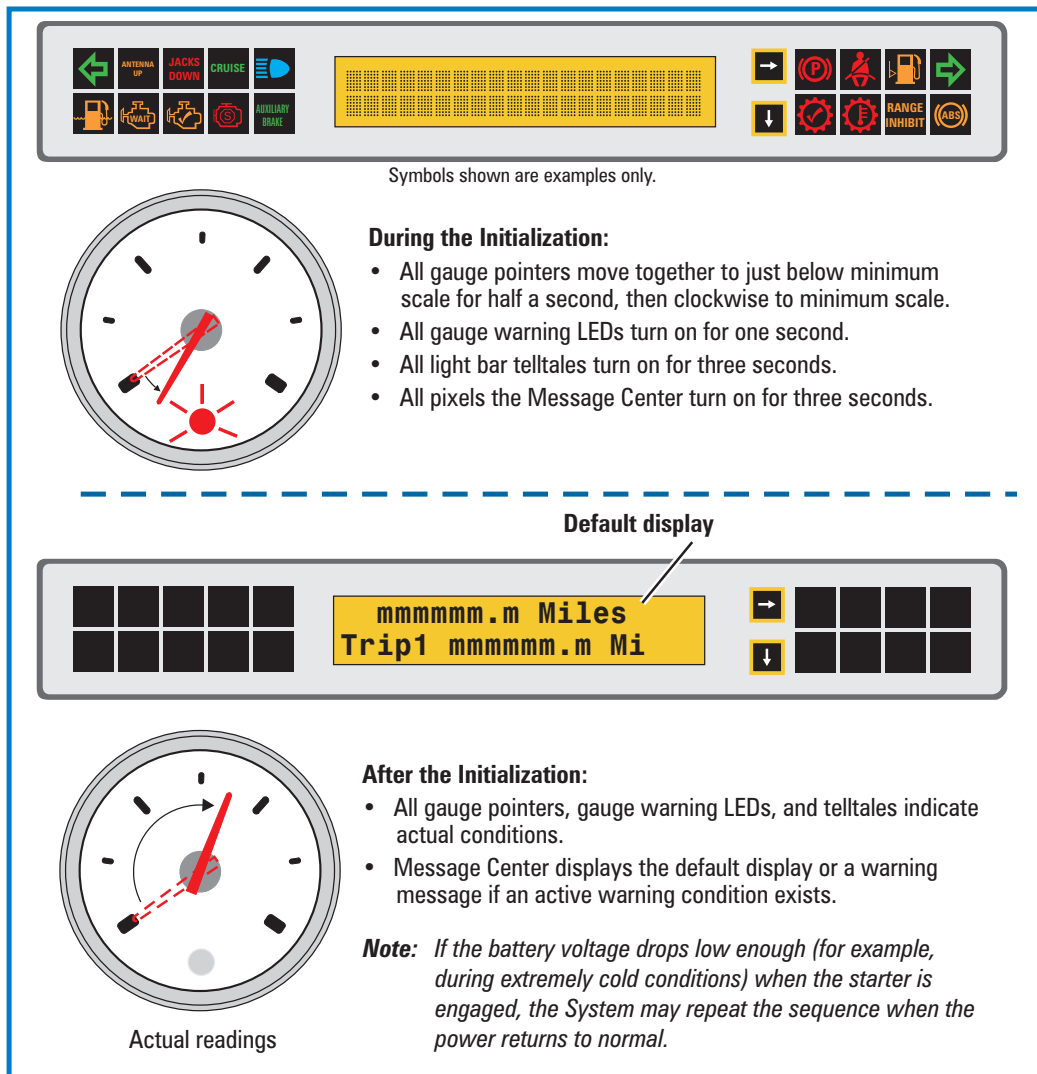 ANTENNA
UP
JACKS
DOWN
CRUISE
WAIT
S
AUXILIARY
BRAKE
P
RANGE
INHIBIT
ABS
Symbols shown are examples only.
During the Initialization:
• All gauge pointers move together to just below minimum
scale for half a second, then clockwise to minimum scale.
• All gauge warning LEDs turn on for one second.
• All light bar telltales turn on for three seconds.
• All pixels the Message Center turn on for three seconds.
Default display
mmmmmm.m Miles
Trip1 mmmmmm.m Mi
After the Initialization:
• All gauge pointers, gauge warning LEDs, and telltales indicate
actual conditions.
• Message Center displays the default display or a warning
message if an active warning condition exists.
Note: If the battery voltage drops low enough (for example,
during extremely cold conditions) when the starter is
engaged, the System may repeat the sequence when the
power returns to normal.
Actual readings